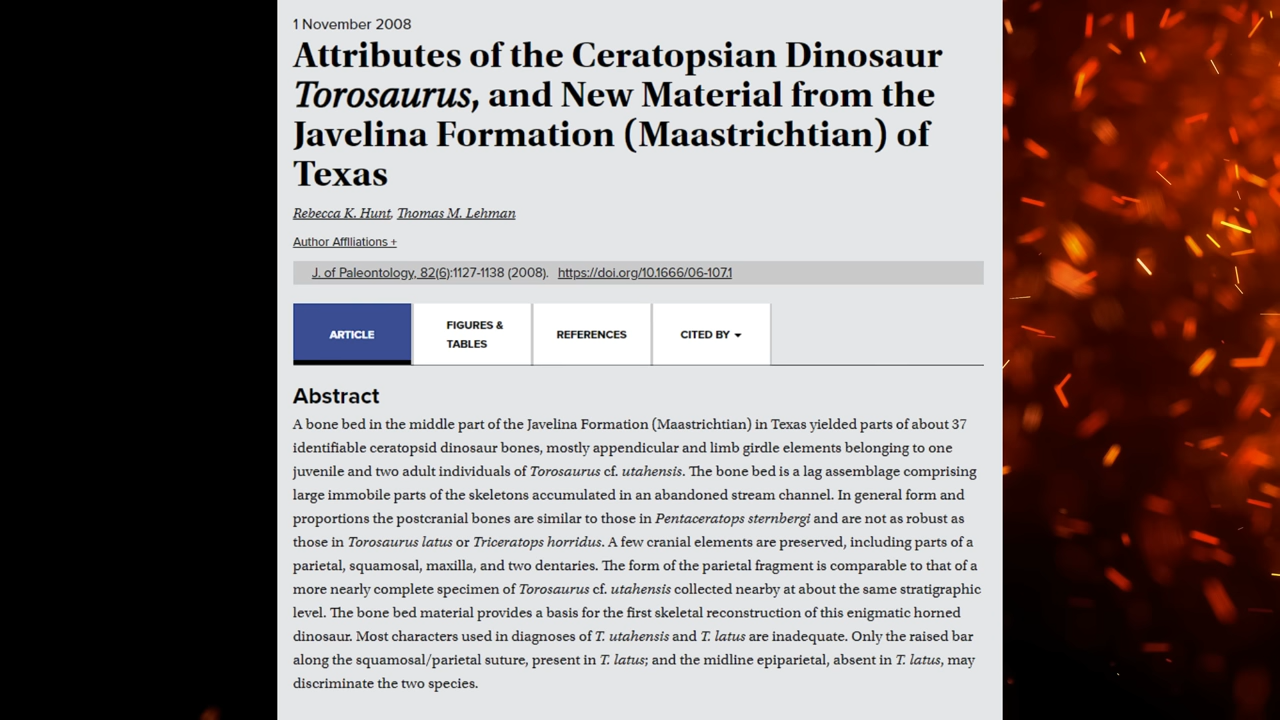 1 November 2008
Attributes of the Ceratopsian Dinosaur
Torosaurus, and New Material from the
Javelina Formation (Maastrichtian) of
Texas
Rebecca K. Hunt, Thomas M. Lehman
Author Affiliations +
J. of Paleontology, 82(6):1127-1138 (2008). https://doi.org/10.1666/06-107.1
ARTICLE
FIGURES &
TABLES
REFERENCES
CITED BY
Abstract
A bone bed in the middle part of the Javelina Formation (Maastrichtian) in Texas yielded parts of about 37
identifiable ceratopsid dinosaur bones, mostly appendicular and limb girdle elements belonging to one
juvenile and two adult individuals of Torosaurus cf. utahensis. The bone bed is a lag assemblage comprising
large immobile parts of the skeletons accumulated in an abandoned stream channel. In general form and
proportions the postcranial bones are similar to those in Pentaceratops sternbergi and are not as robust as
those in Torosaurus latus or Triceratops horridus. A few cranial elements are preserved, including parts of a
parietal, squamosal, maxilla, and two dentaries. The form of the parietal fragment is comparable to that of a
more nearly complete specimen of Torosaurus cf. utahensis collected nearby at about the same stratigraphic
level. The bone bed material provides a basis for the first skeletal reconstruction of this enigmatic horned
dinosaur. Most characters used in diagnoses of T. utahensis and T. latus are inadequate. Only the raised bar
along the squamosal/parietal suture, present in T. latus; and the midline epiparietal, absent in T. latus, may
discriminate the two species.